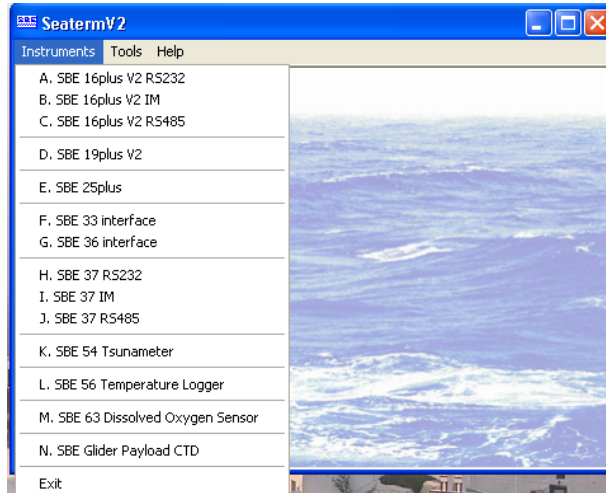 SBE SeatermV2
Instruments Tools Help
A. SBE 16plus V2 RS232
B. SBE 16plus V2 IM
C. SBE 16plus V2 RS485
D. SBE 19plus V2
E. SBE 25plus
F. SBE 33 interface
G. SBE 36 interface
H. SBE 37 RS232
I. SBE 37 IM
J. SBE 37 RS485
K. SBE 54 Tsunameter
L. SBE 56 Temperature Logger
M. SBE 63 Dissolved Oxygen Sensor
N. SBE Glider Payload CTD
Exit